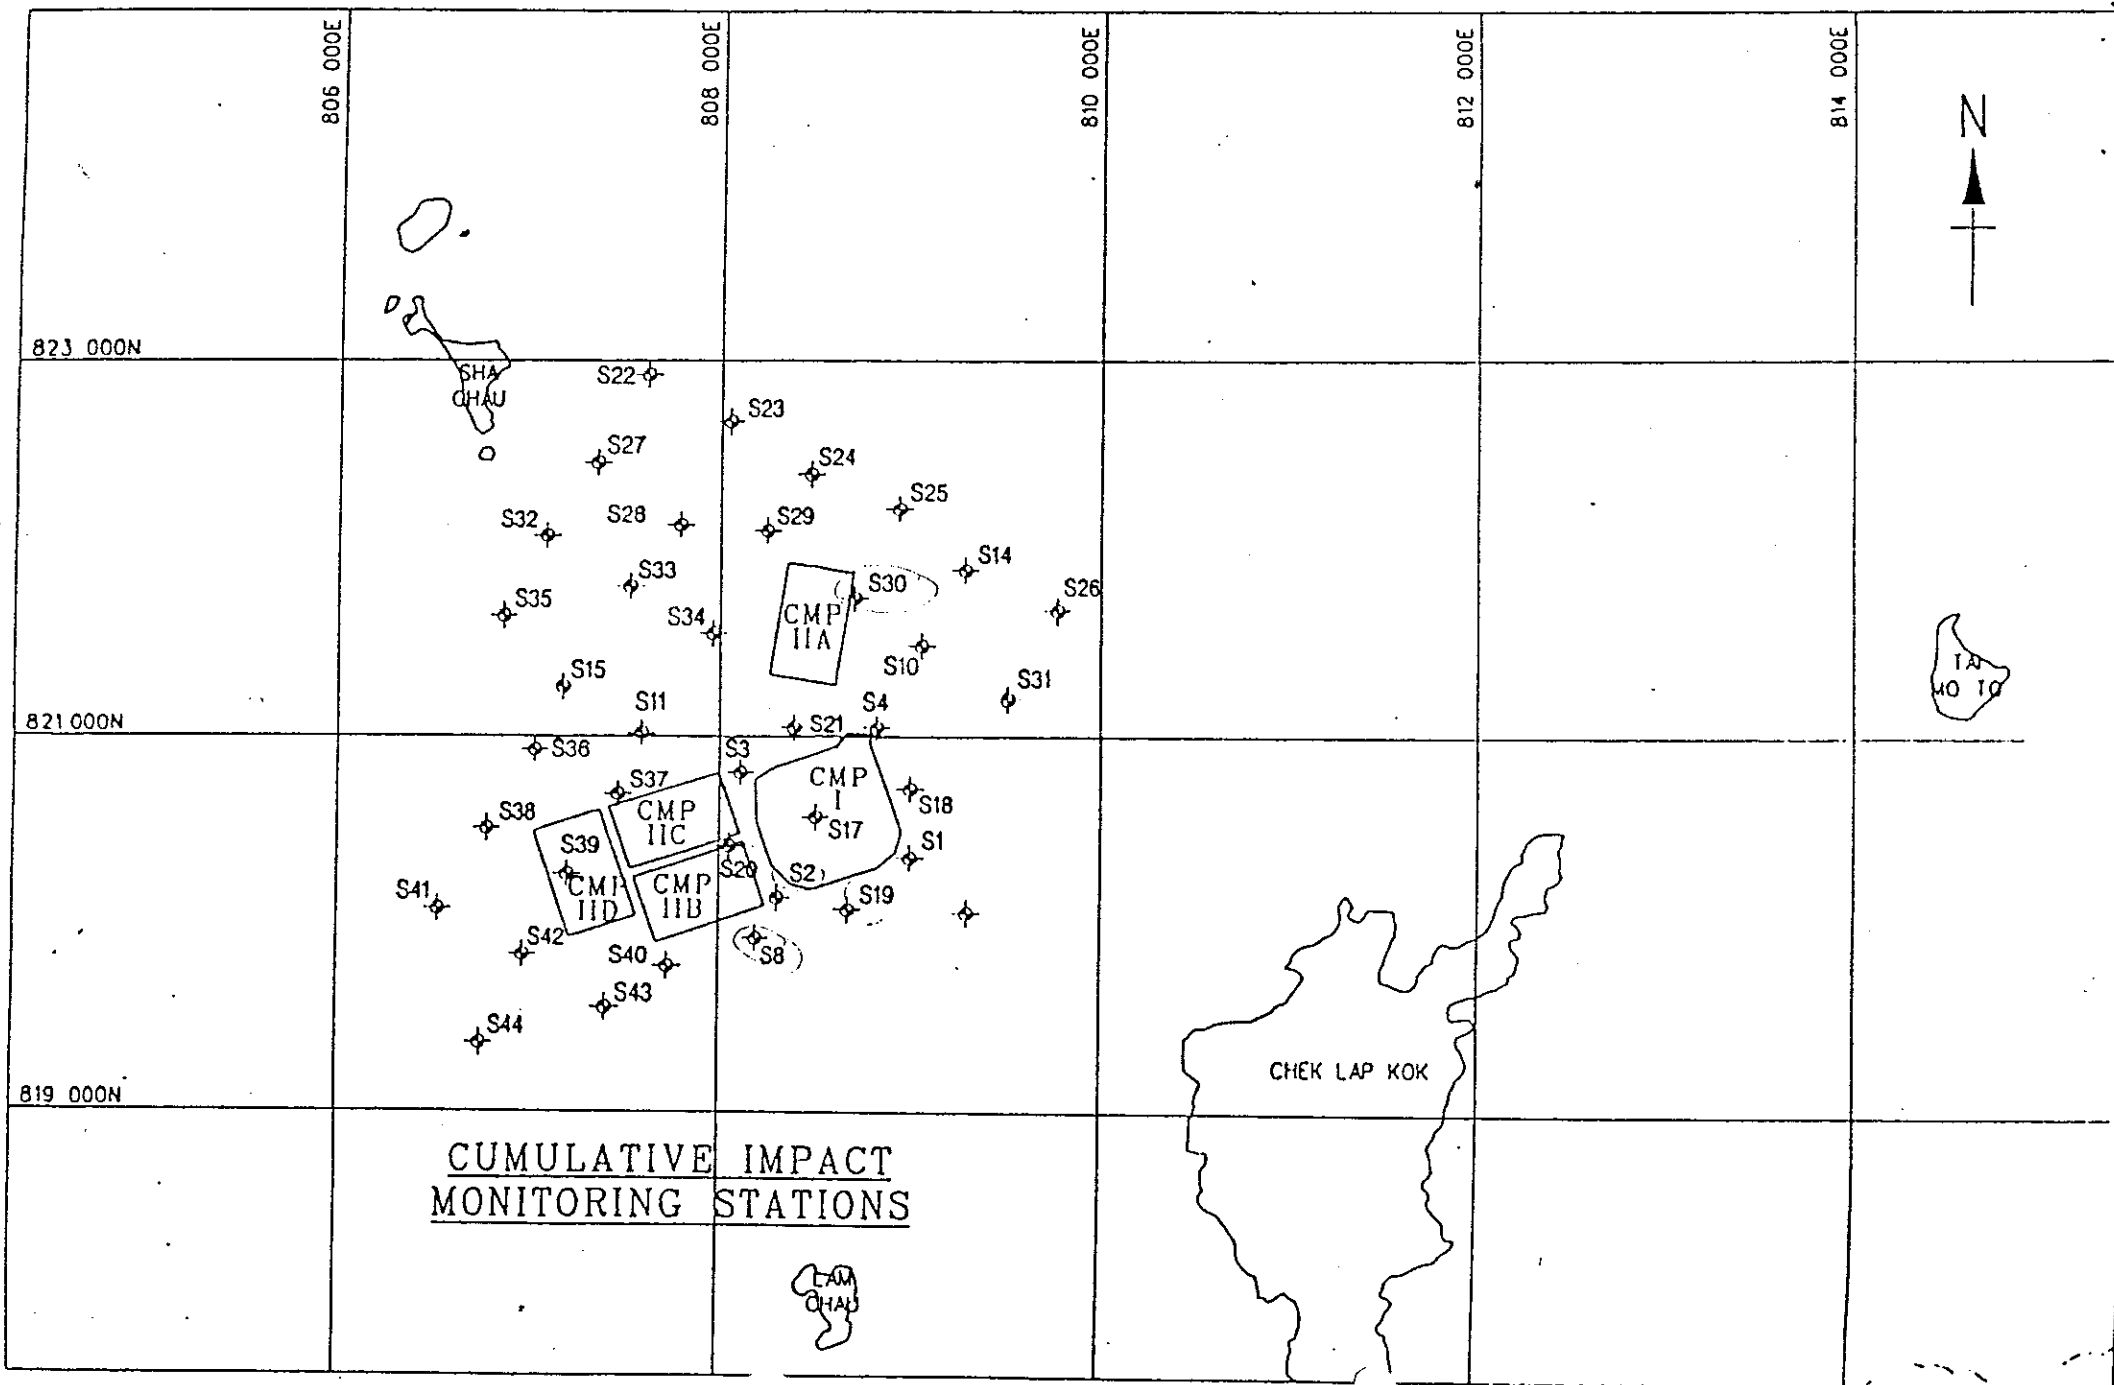 806 000E
808 000E
810 000E
812 000E
814 000E
N
823 000N
SHA
CHAU
S22
S23
S27
S24
S25
S32
S28
S29
S14
S33
S30
S26
S35
S34
CMP
IIA
S10
S15
S31
S11
S21
S4
821 000N
S36
S3
S37
CMP
I
S18
S38
CMP
IIC
S17
S39
S20
S1
CMP
IID
CMP
IIB
S2
S19
S41
S42
S40
S8
S43
S44
TAI
MO TO
CHEK LAP KOK
819 000N
CUMULATIVE IMPACT
MONITORING STATIONS
LAM
CHAU